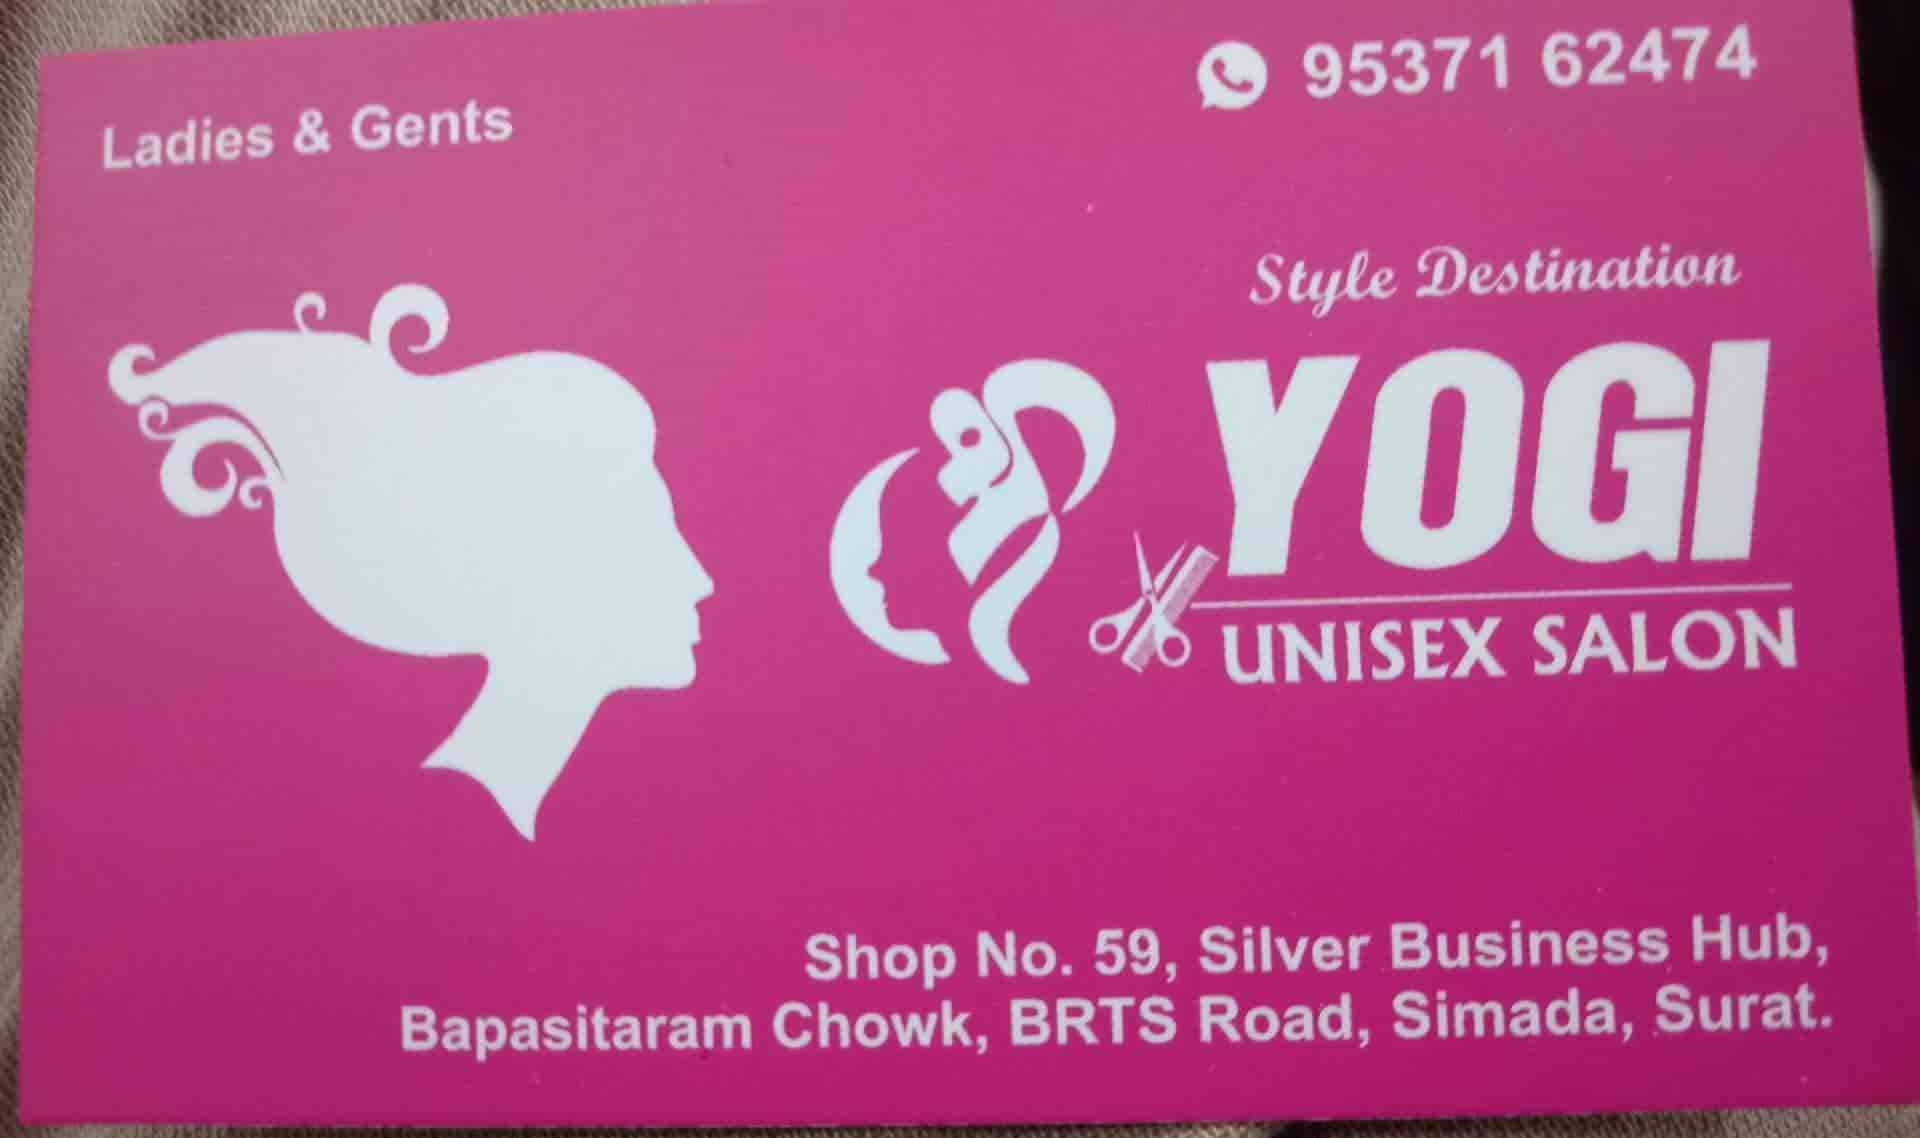 Ladies & Gents
95371 62474
Style Destination
YOGI
UNISEX SALON
Shop No. 59, Silver Business Hub,
Bapasitaram Chowk, BRTS Road, Simada, Surat.